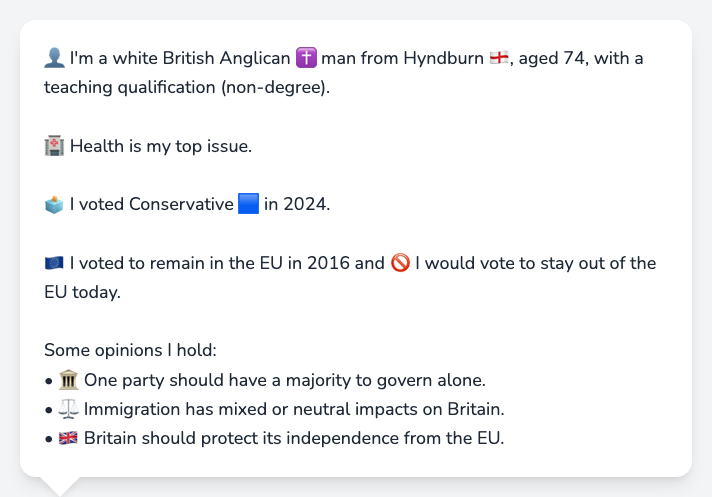 👤 I'm a white British Anglican ✝️ man from Hyndburn 🏴󠁧󠁢󠁥󠁮󠁧󠁿, aged 74, with a
teaching qualification (non-degree).
🏥 Health is my top issue.
🗳️ I voted Conservative 🟦 in 2024.
🇪🇺 I voted to remain in the EU in 2016 and 🚫 I would vote to stay out of the
EU today.
Some opinions I hold:
• 🏛️ One party should have a majority to govern alone.
• ⚖️ Immigration has mixed or neutral impacts on Britain.
• 🇬🇧 Britain should protect its independence from the EU.